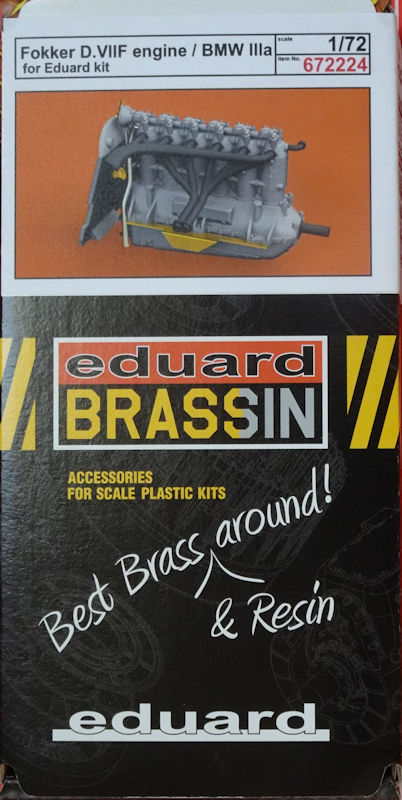 Fokker D.VIIF engine / BMW IIIa
for Eduard kit
scale 1/72
Item No. 672224
eduard
BRASSIN
ACCESSORIES
FOR SCALE PLASTIC KITS
Best Brass around!
& Resin
eduard